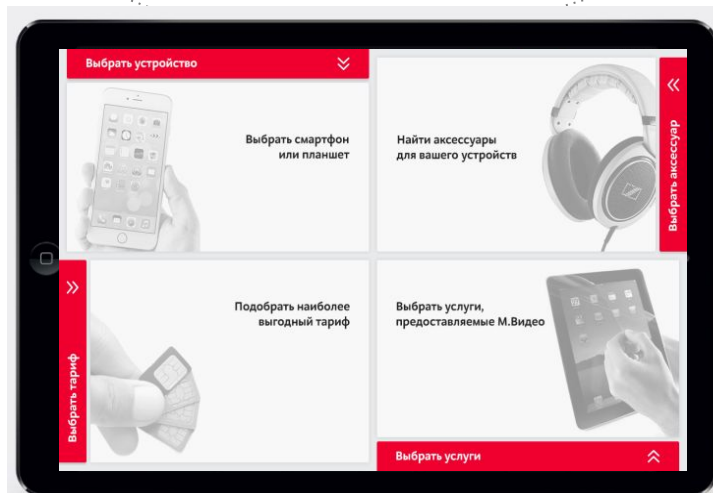 Выбрать устройство
Выбрать смартфон
или планшет
Найти аксессуары
для вашего устройств
Выбрать аксессуар
Подобрать наиболее
выгодный тариф
Выбрать тариф
Выбрать услуги,
предоставляемые М.Видео
Выбрать услуги